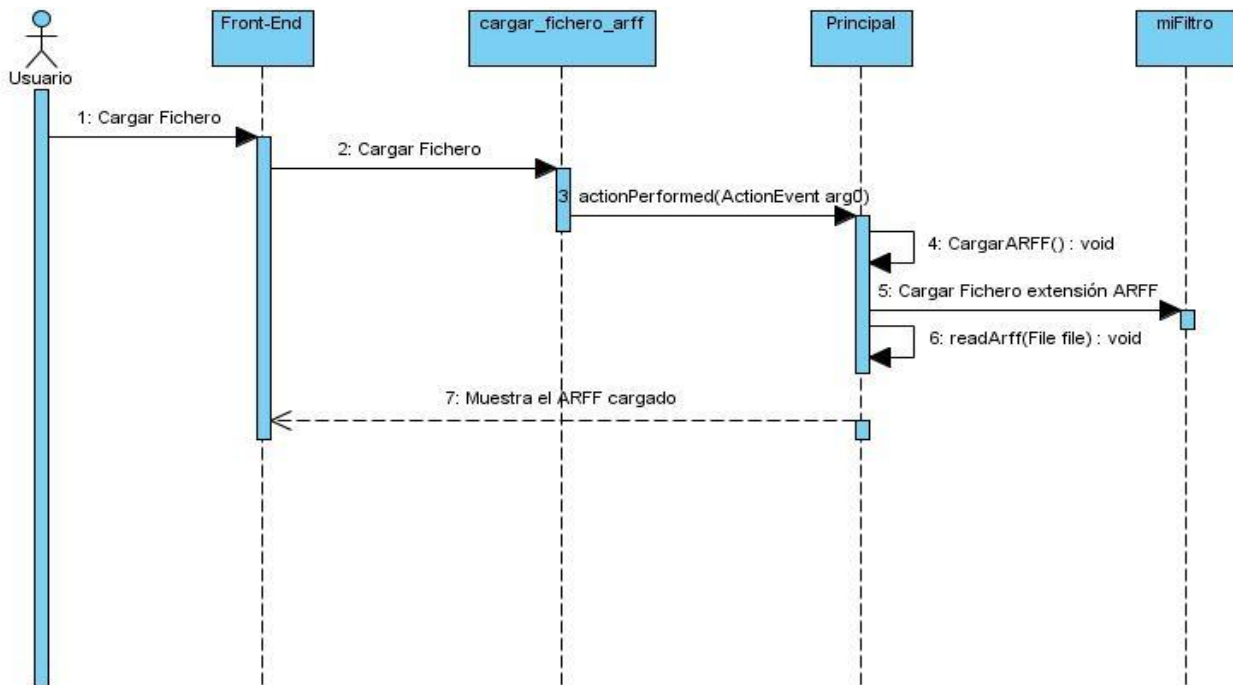 Usuario
Front-End
cargar_fichero_arff
Principal
miFiltro
1: Cargar Fichero
2: Cargar Fichero
3 actionPerformed(ActionEvent arg0)
4: CargarARFF() : void
5: Cargar Fichero extensión ARFF
6: readArff(File file) : void
7: Muestra el ARFF cargado